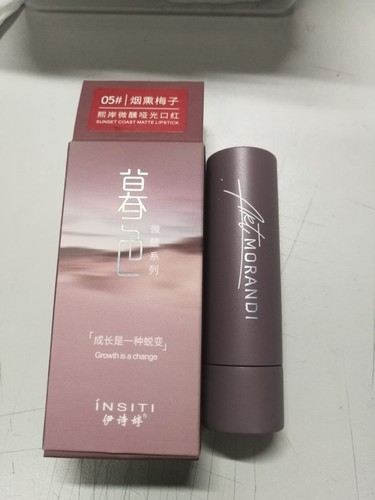 05# 烟熏梅子
熙岸微醺哑光口红
SUNSET COAST MATTE LIPSTICK
暮色
微醺系列
「成长是一种蜕变」
Growth is a change
INSITI
伊诗婷®
Art
MORANDI